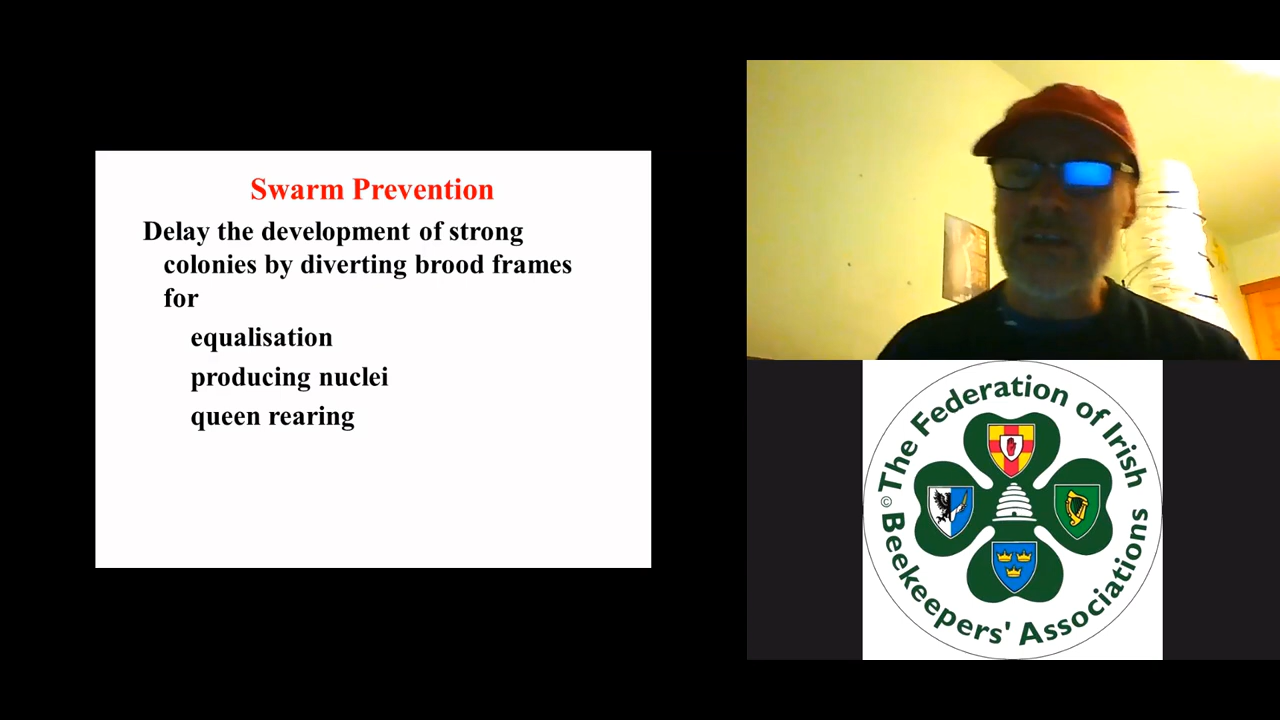 Swarm Prevention
Delay the development of strong
colonies by diverting brood frames
for
equalisation
producing nuclei
queen rearing
The Federation of Irish
© Beekeepers' Associations